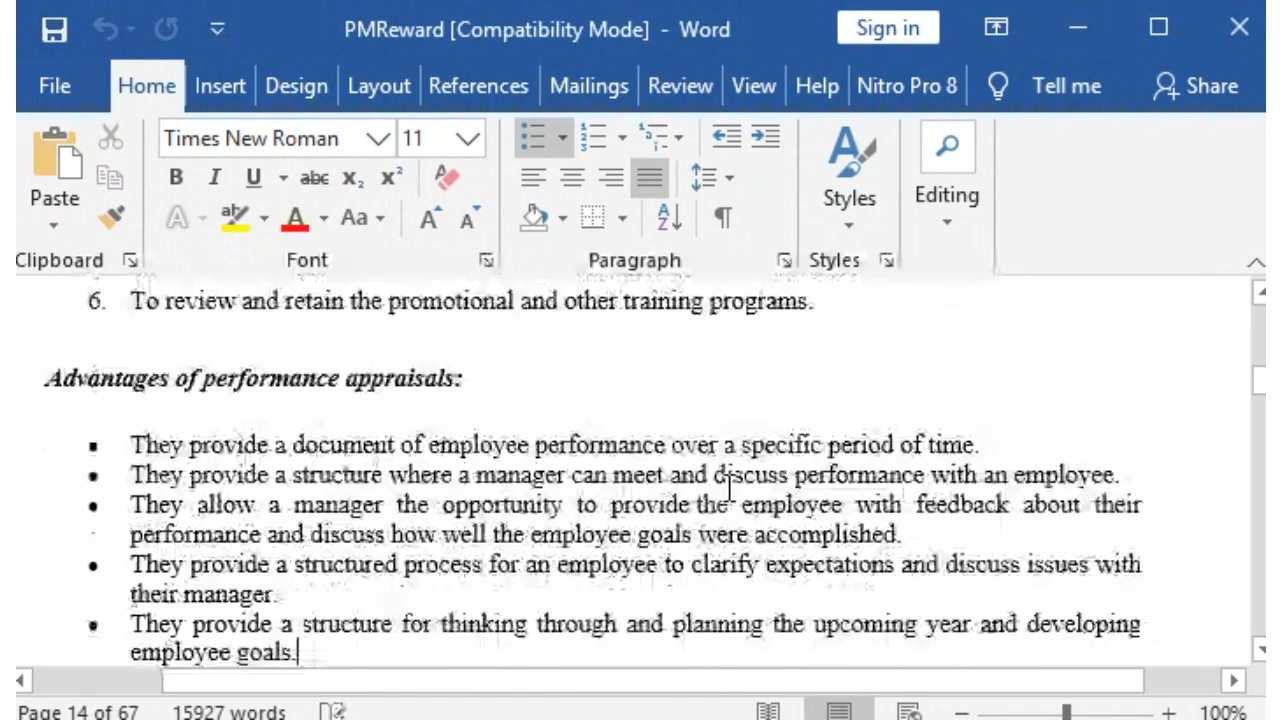 PMReward [Compatibility Mode] - Word
Sign in
File Home Insert Design Layout References Mailings Review View Help Nitro Pro 8 Tell me Share
Times New Roman 11
Paste
B I U abc X₂ X² Styles Editing
A aby A Aa A A A Z ¶
Clipboard Font Paragraph Styles
6. To review and retain the promotional and other training programs.
Advantages of performance appraisals:
▪ They provide a document of employee performance over a specific period of time.
• They provide a structure where a manager can meet and discuss performance with an employee.
• They allow a manager the opportunity to provide the employee with feedback about their
performance and discuss how well the employee goals were accomplished.
• They provide a structured process for an employee to clarify expectations and discuss issues with
their manager.
• They provide a structure for thinking through and planning the upcoming year and developing
employee goals.
Page 14 of 67 15927 words 100%